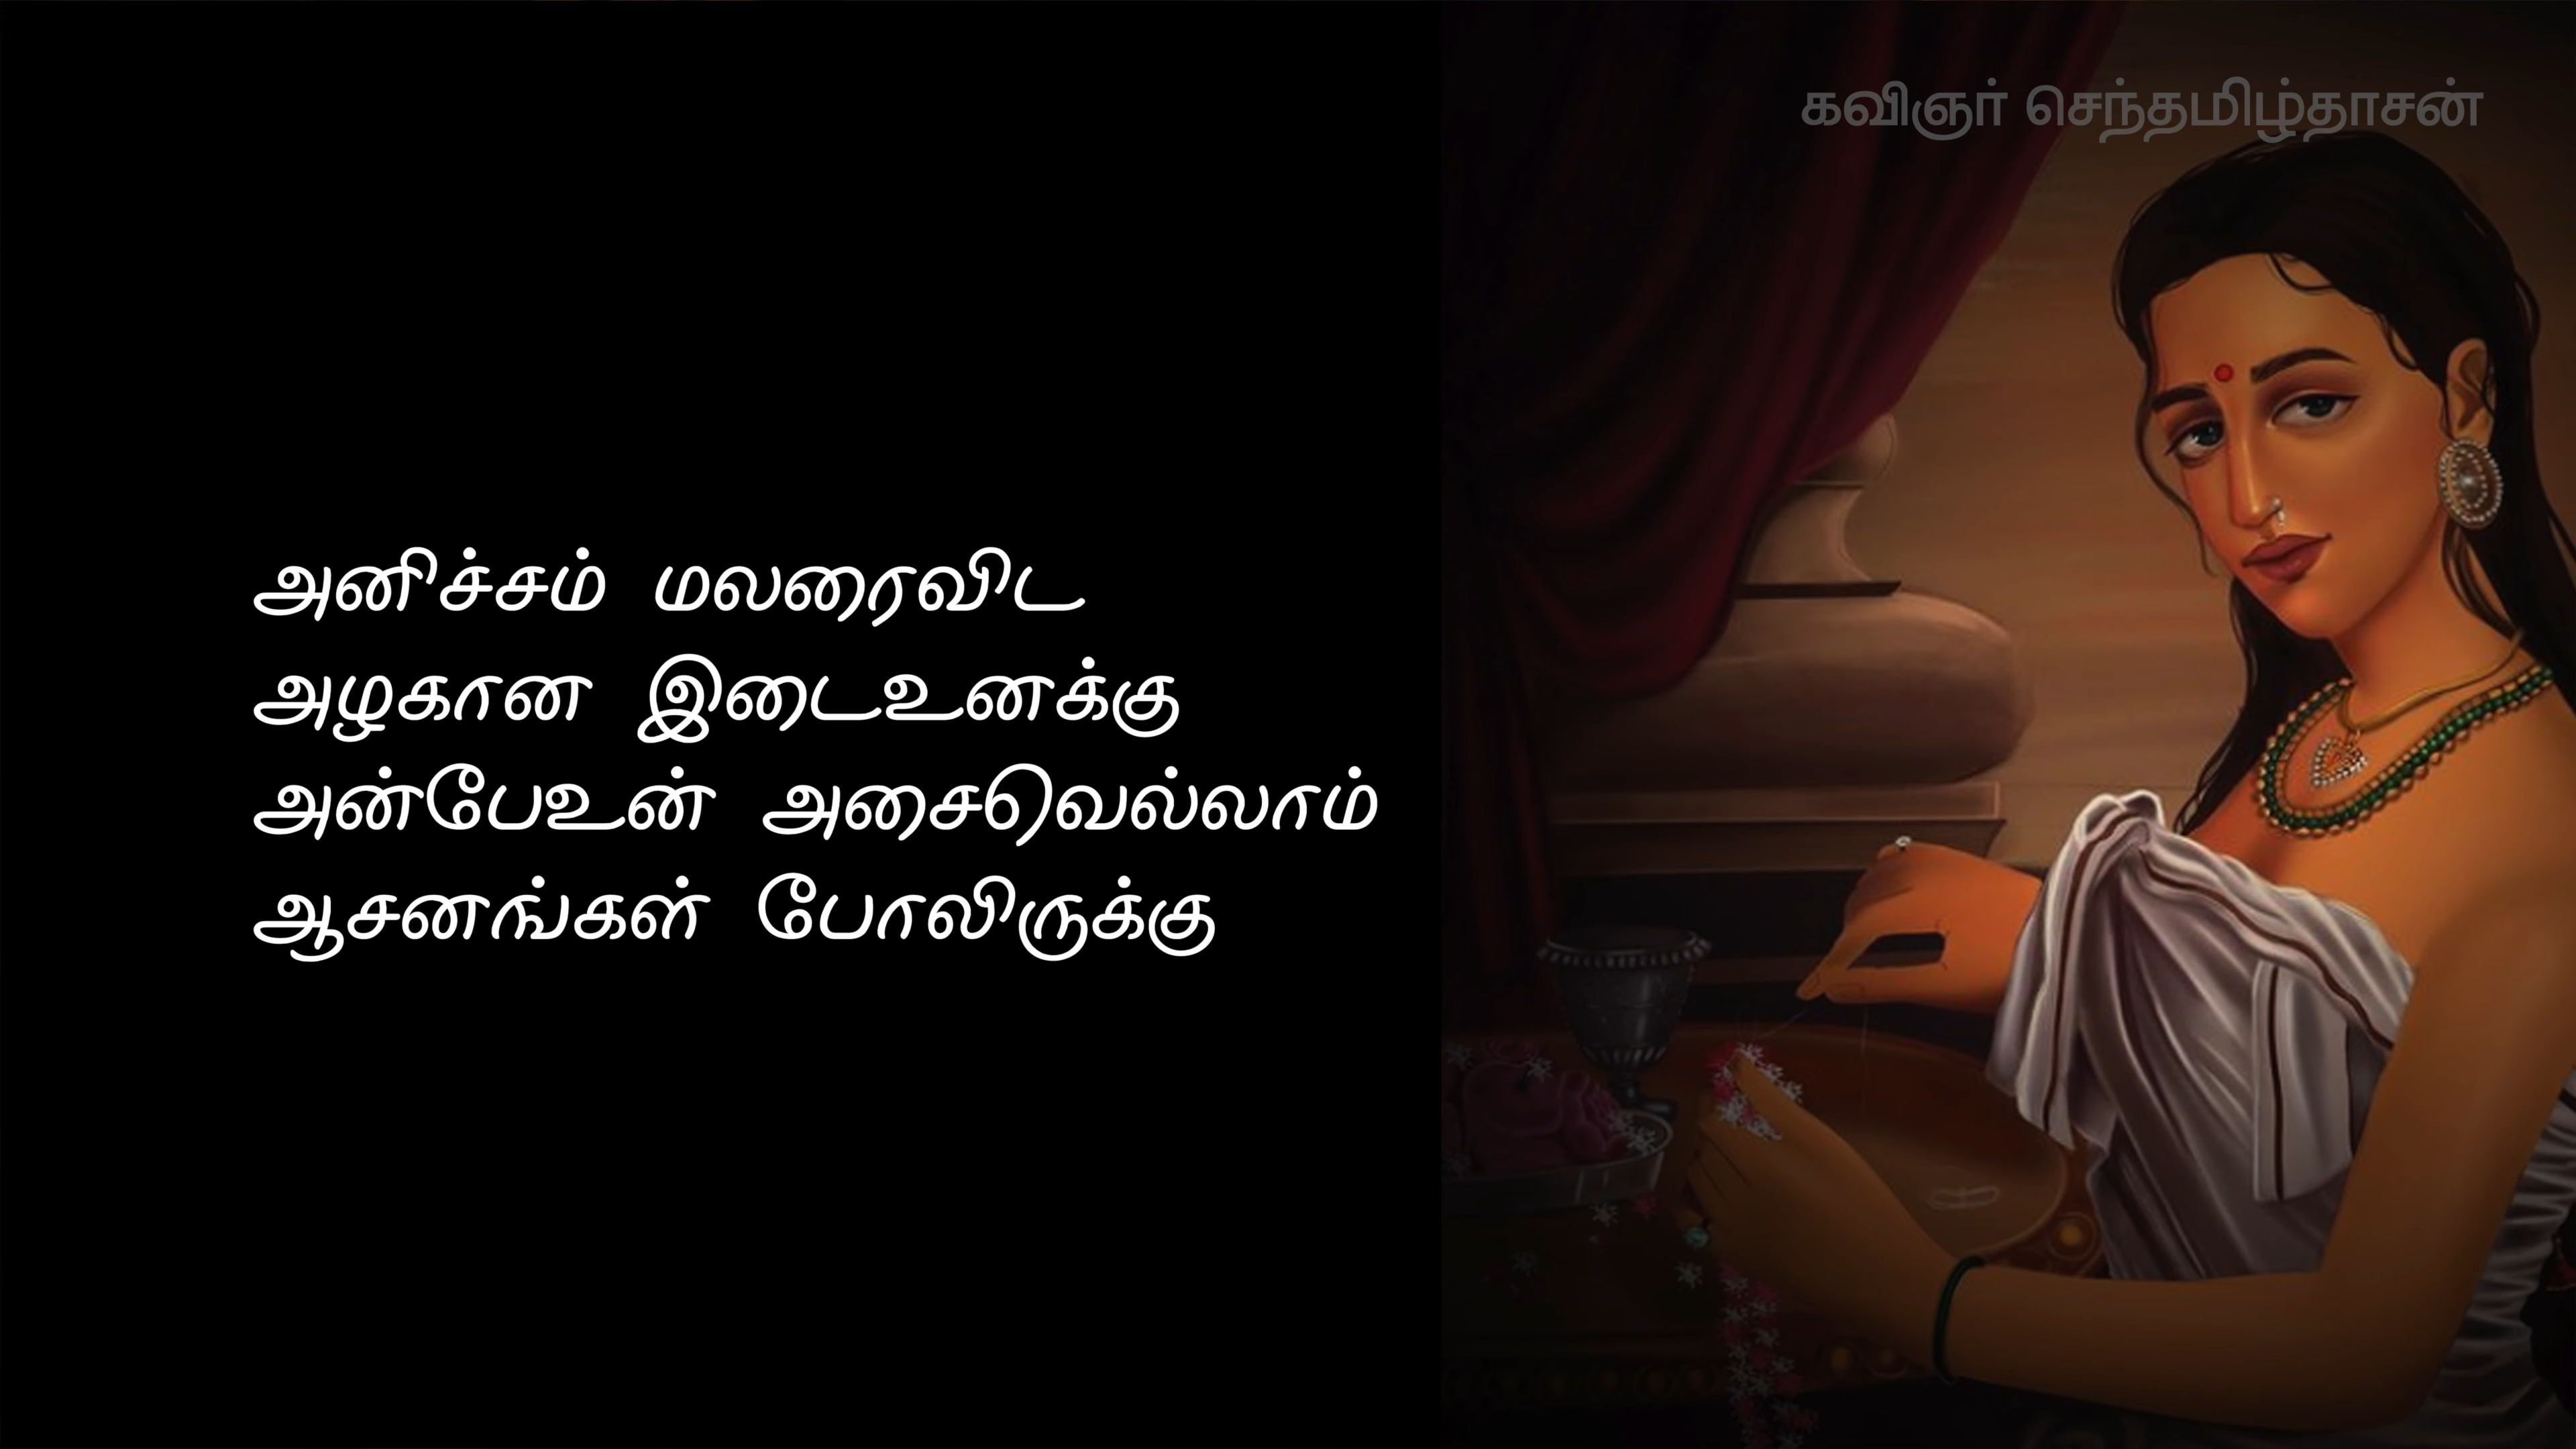 கவிஞர் செந்தமிழ்தாசன்
அனிச்சம் மலரைவிட
அழகான இடைஉனக்கு
அன்பேஉன் அசைவெல்லாம்
ஆசனங்கள் போலிருக்கு